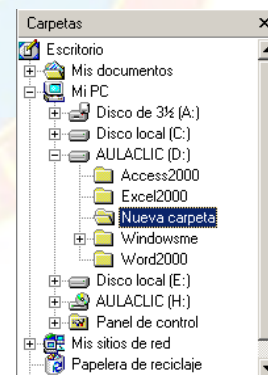 Carpetas
Escritorio
Mis documentos
Mi PC
Disco de 3½ (A:)
Disco local (C:)
AULACLIC (D:)
Access2000
Excel2000
Nueva carpeta
Windowsme
Word2000
Disco local (E:)
AULACLIC (H:)
Panel de control
Mis sitios de red
Papelera de reciclaje